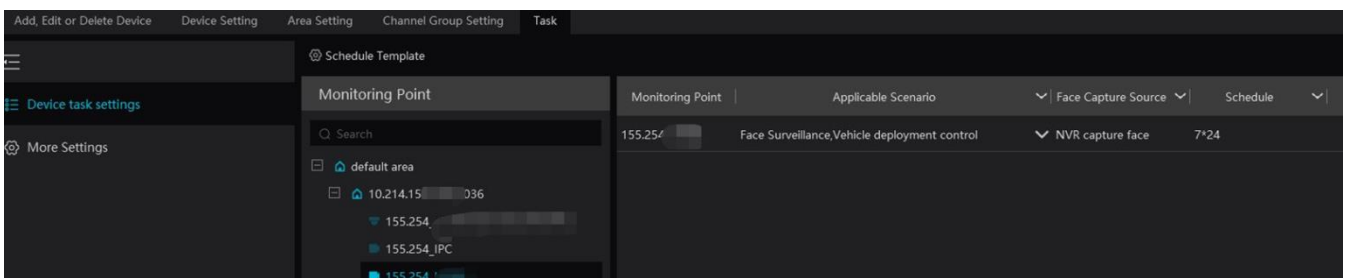 Add, Edit or Delete Device Device Setting Area Setting Channel Group Setting Task
Schedule Template
Device task settings
More Settings
Monitoring Point
Search
default area
10.214.15 036
155.254_
155.254_IPC
155.254
Monitoring Point Applicable Scenario Face Capture Source Schedule
155.254 Face Surveillance,Vehicle deployment control NVR capture face 7*24